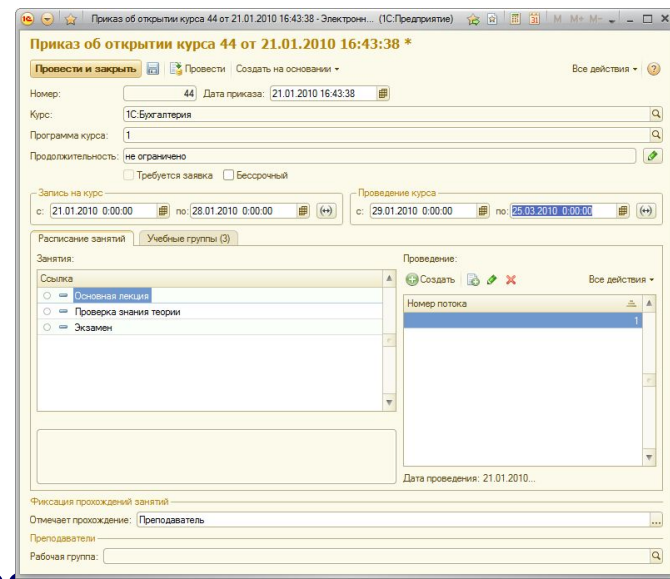 Приказ об открытии курса 44 от 21.01.2010 16:43:38 - Электронн... (1С:Предприятие) M M+ M-
Приказ об открытии курса 44 от 21.01.2010 16:43:38 *
Провести и закрыть Провести Создать на основании Все действия
Номер: 44 Дата приказа: 21.01.2010 16:43:38
Курс: 1С:Бухгалтерия
Программа курса: 1
Продолжительность: не ограничено
Требуется заявка Бессрочный
Запись на курс Проведение курса
с: 21.01.2010 0:00:00 по: 28.01.2010 0:00:00 с: 29.01.2010 0:00:00 по: 25.03.2010 0:00:00
Расписание занятий Учебные группы (3)
Занятия: Проведение:
Создать Все действия
Ссылка Номер потока
Основная лекция 1
Проверка знания теории
Экзамен
Дата проведения: 21.01.2010...
Фиксация прохождений занятий
Отмечает прохождение: Преподаватель ...
Преподаватели
Рабочая группа: